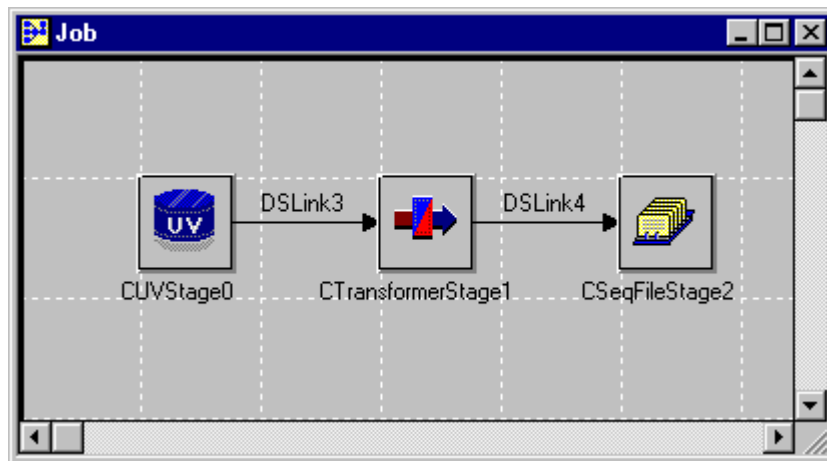 Job
DSLink3
DSLink4
UV
CUVStage0
CTransformerStage1
CSeqFileStage2